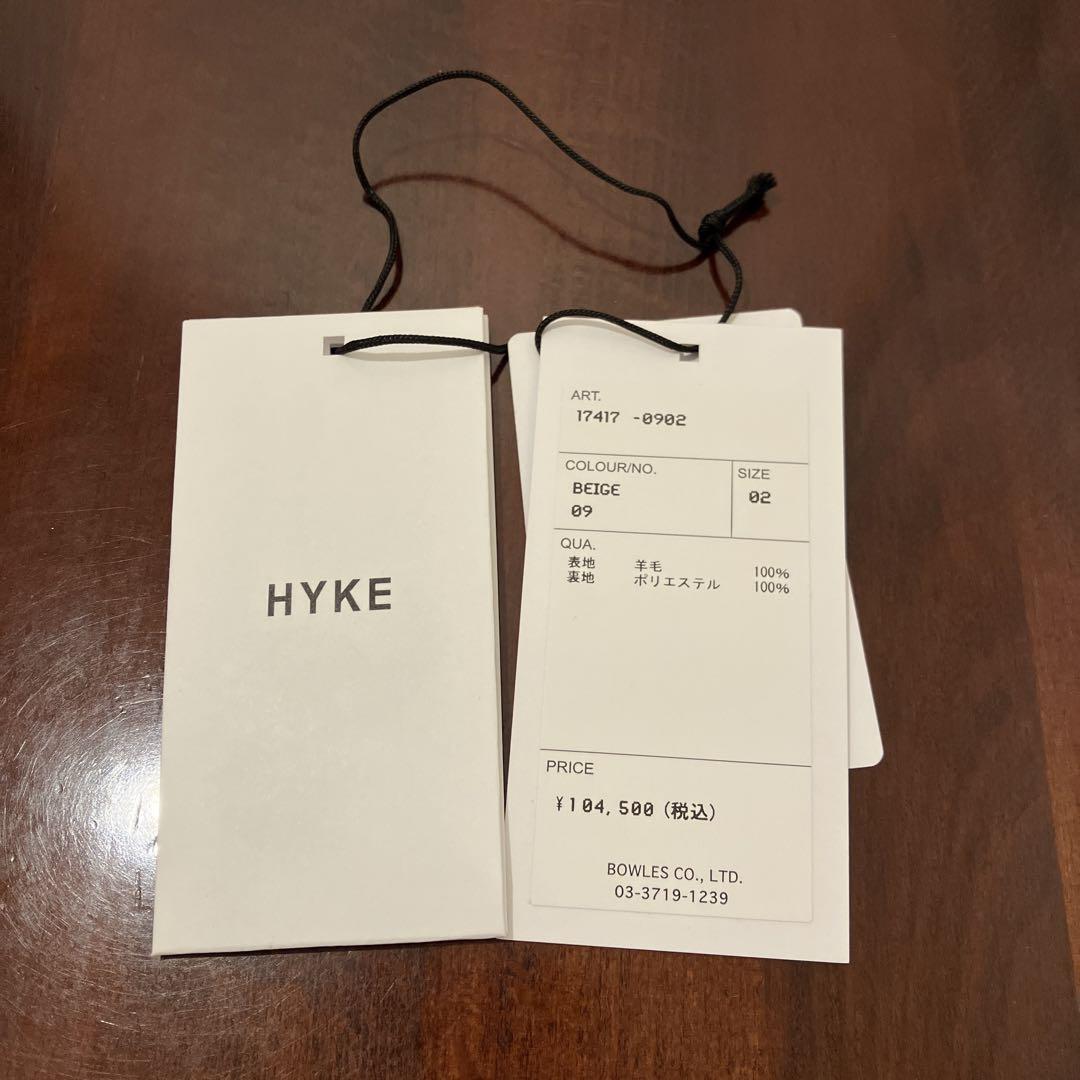 HYKE
ART.
17417 -0902
COLOUR/NO.
BEIGE
09
SIZE
02
QUA.
表地 羊毛 100%
裏地 ポリエステル 100%
PRICE
¥104,500(税込)
BOWLES CO., LTD.
03-3719-1239